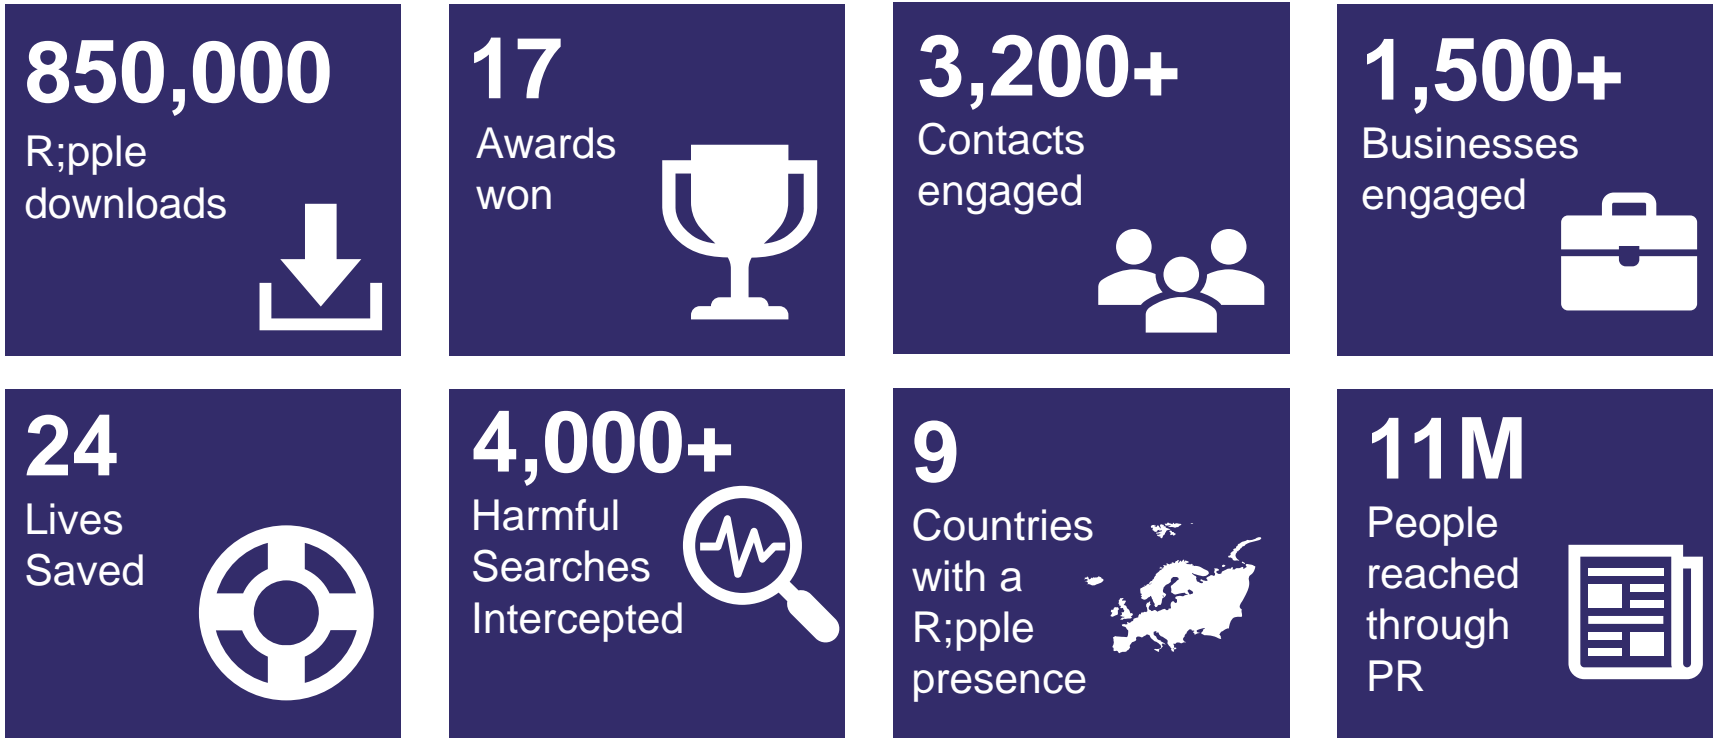 850,000
R;pple
downloads
17
Awards
won
3,200+
Contacts
engaged
1,500+
Businesses
engaged
24
Lives
Saved
4,000+
Harmful
Searches
Intercepted
9
Countries
with a
R;pple
presence
11M
People
reached
through
PR